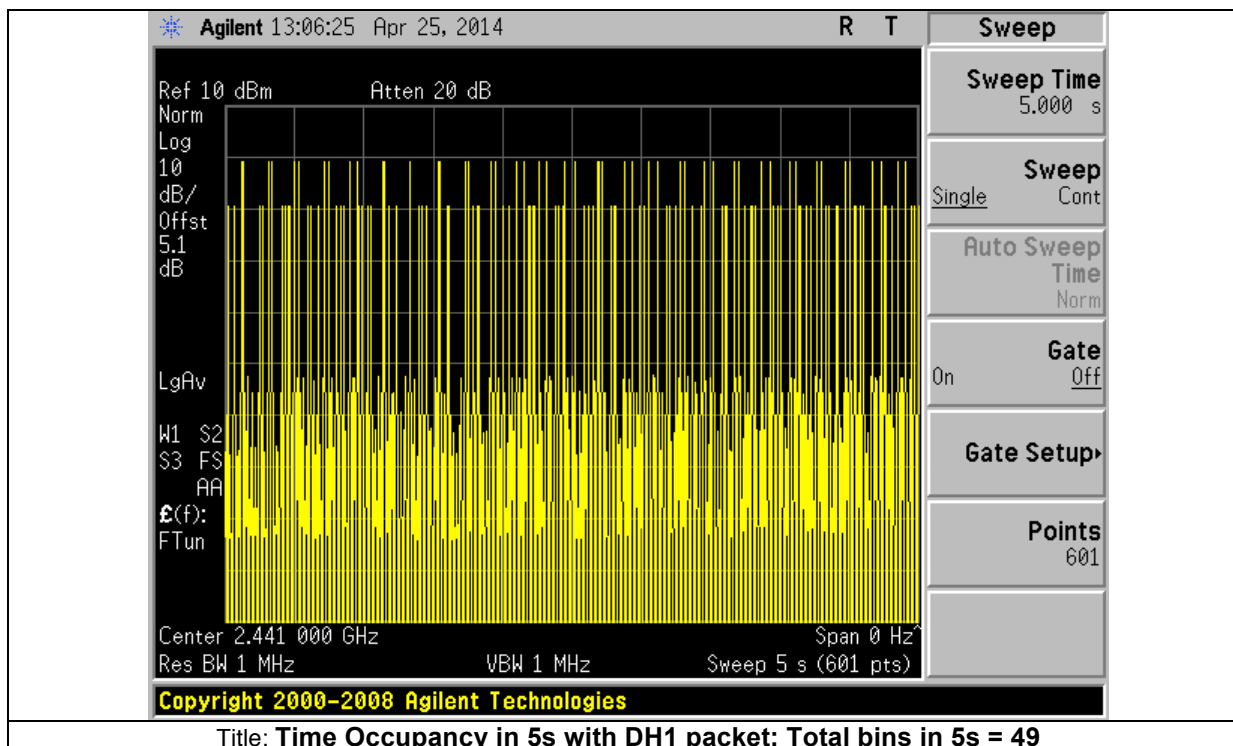 Agilent 13:06:25 Apr 25, 2014 R T
Ref 10 dBm Atten 20 dB
Norm
Log
10
dB/
Offst
5.1
dB
LgAv
W1 S2
S3 FS
AA
£(f):
FTun
Center 2.441 000 GHz Span 0 Hz^
Res BW 1 MHz VBW 1 MHz Sweep 5 s (601 pts)
Copyright 2000-2008 Agilent Technologies
Sweep
Sweep Time
5.000 s
Sweep
Single Cont
Auto Sweep
Time
Norm
Gate
On Off
Gate Setup▸
Points
601
Title: Time Occupancy in 5s with DH1 packet: Total bins in 5s = 49